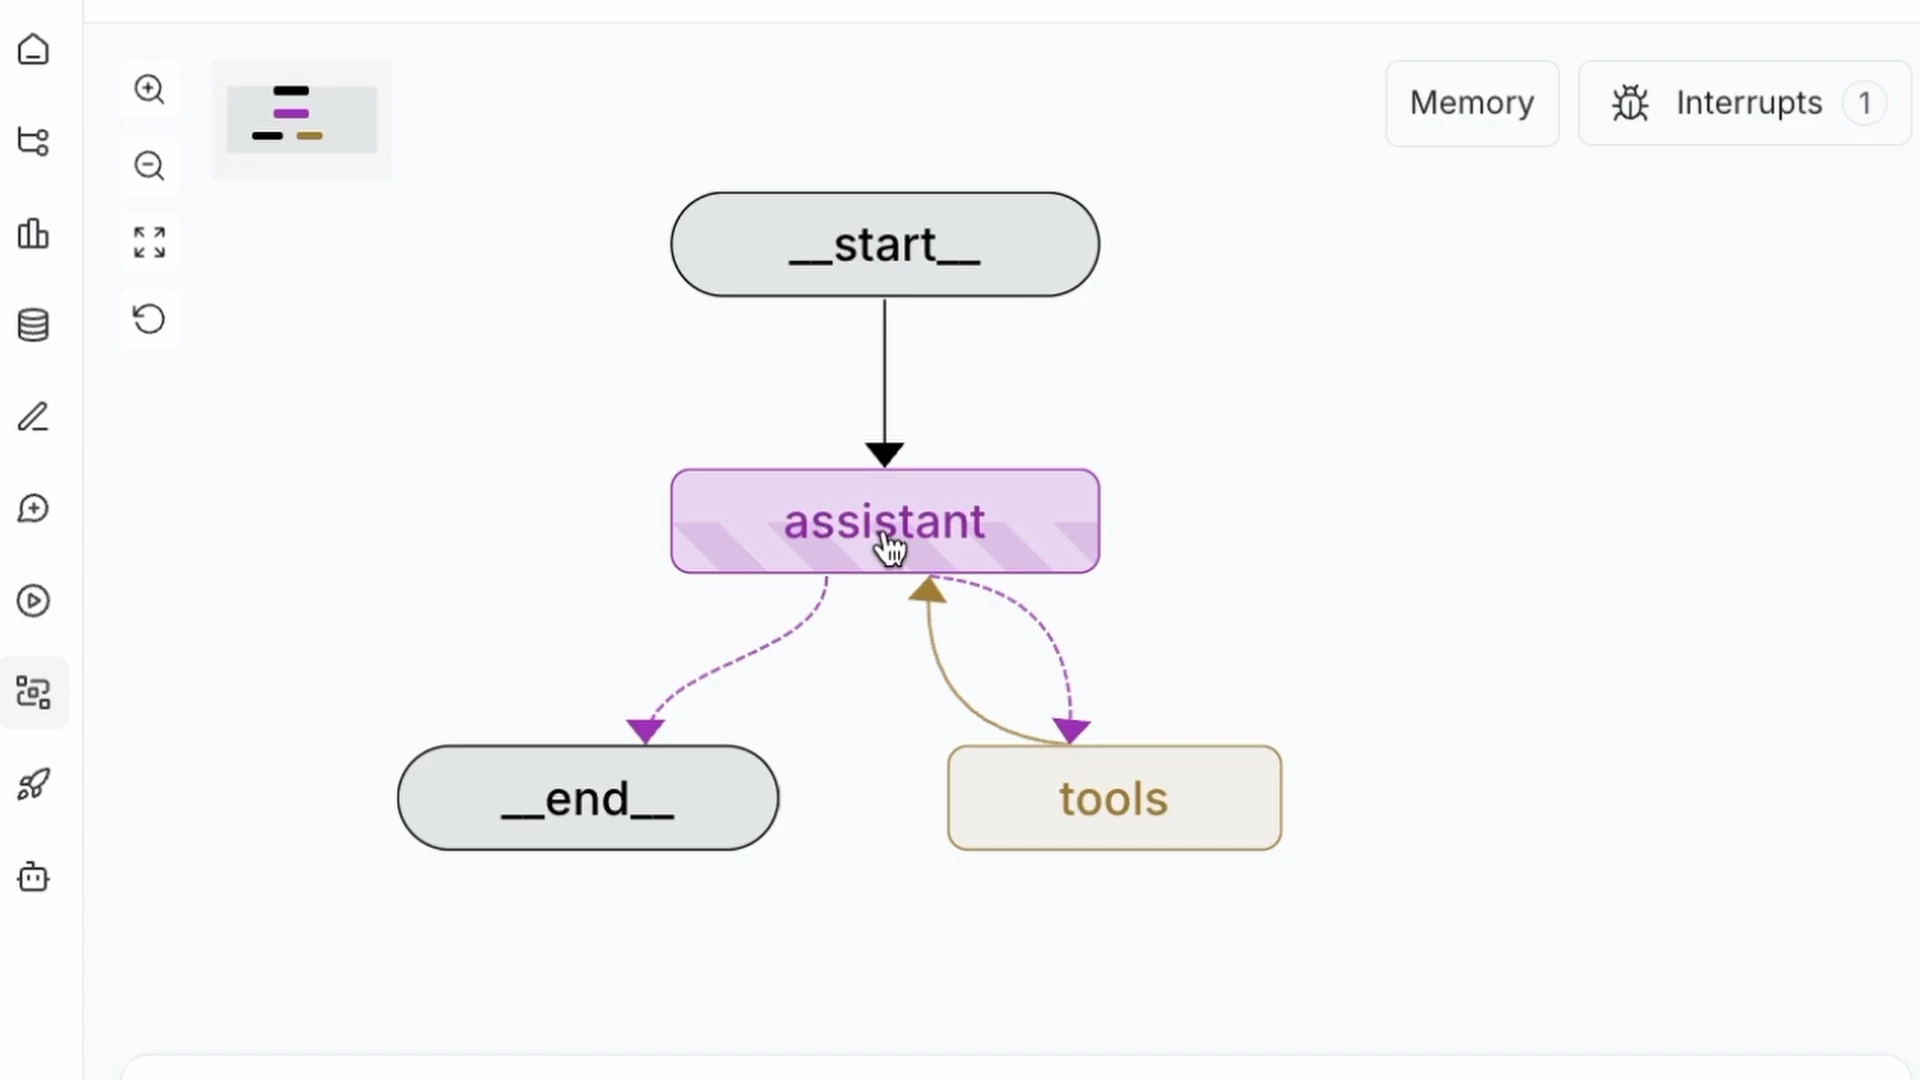 Memory
Interrupts 1
__start__
assistant
__end__
tools